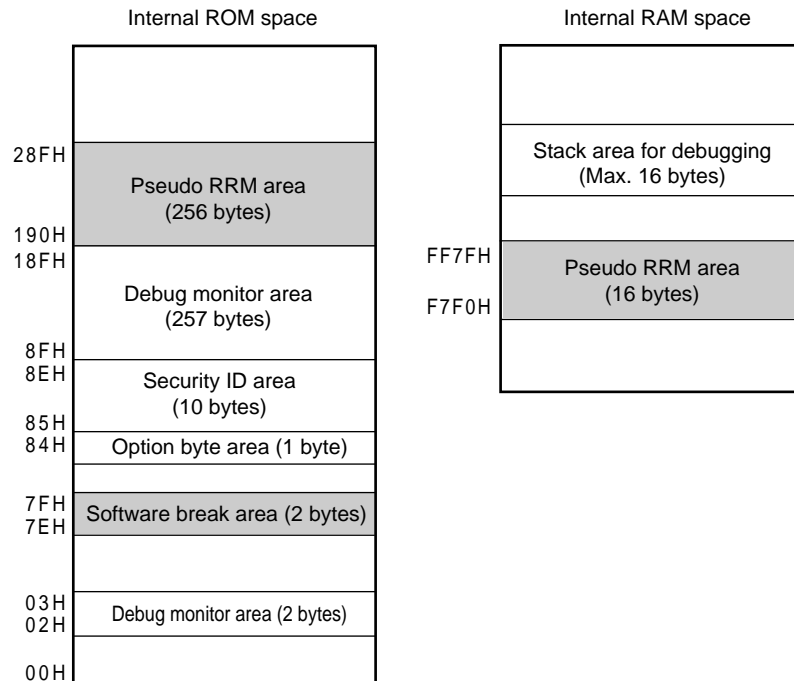 Internal ROM space
28FH
Pseudo RRM area
(256 bytes)
190H
18FH
Debug monitor area
(257 bytes)
8FH
8EH
Security ID area
(10 bytes)
85H
84H
Option byte area (1 byte)
7FH
Software break area (2 bytes)
7EH
03H
Debug monitor area (2 bytes)
02H
00H
Internal RAM space
Stack area for debugging
(Max. 16 bytes)
FF7FH
Pseudo RRM area
(16 bytes)
F7F0H